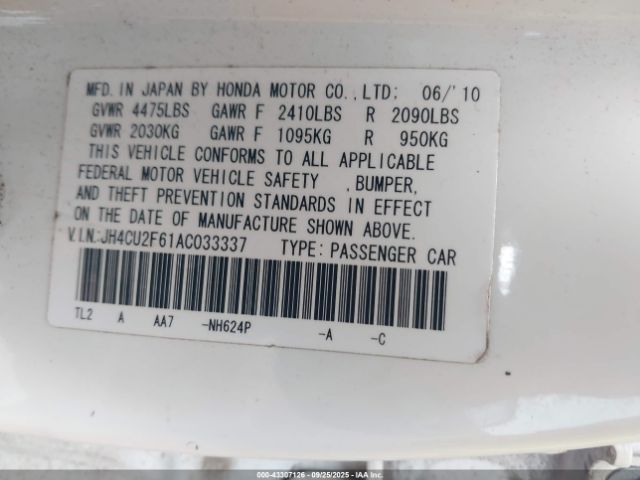 MFD. IN JAPAN BY HONDA MOTOR CO., LTD: 06/'10
GVWR 4475LBS GAWR F 2410LBS R 2090LBS
GVWR 2030KG GAWR F 1095KG R 950KG
THIS VEHICLE CONFORMS TO ALL APPLICABLE
FEDERAL MOTOR VEHICLE SAFETY , BUMPER,
AND THEFT PREVENTION STANDARDS IN EFFECT
ON THE DATE OF MANUFACTURE SHOWN ABOVE.
V.I.N.:JH4CU2F61AC033337 TYPE: PASSENGER CAR
TL2 A AA7 -NH624P -A -C
000-43307126 - 09/25/2025 - IAA Inc.